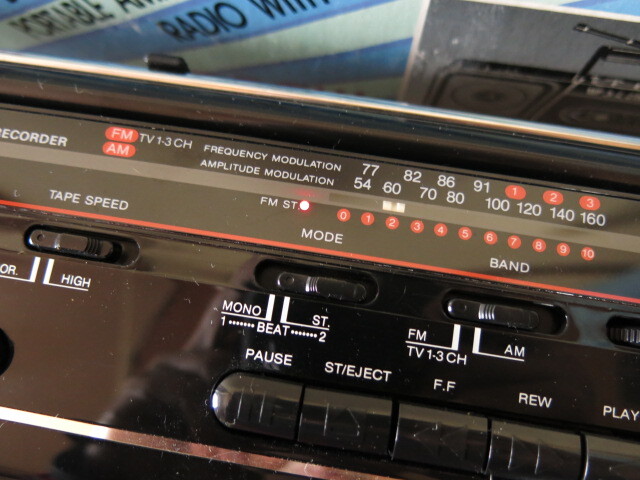 PORTABLE AM
RADIO WITH
RECORDER FM TV 1-3 CH FREQUENCY MODULATION 77 82 86 91 1 2 3
AM AMPLITUDE MODULATION 54 60 70 80 100 120 140 160
FM ST.
0 1 2 3 4 5 6 7 8 9 10
TAPE SPEED MODE BAND
OR. HIGH MONO ST. FM AM
1 ••••••• BEAT •••••• 2 TV 1-3 CH
PAUSE ST/EJECT F.F REW PLAY